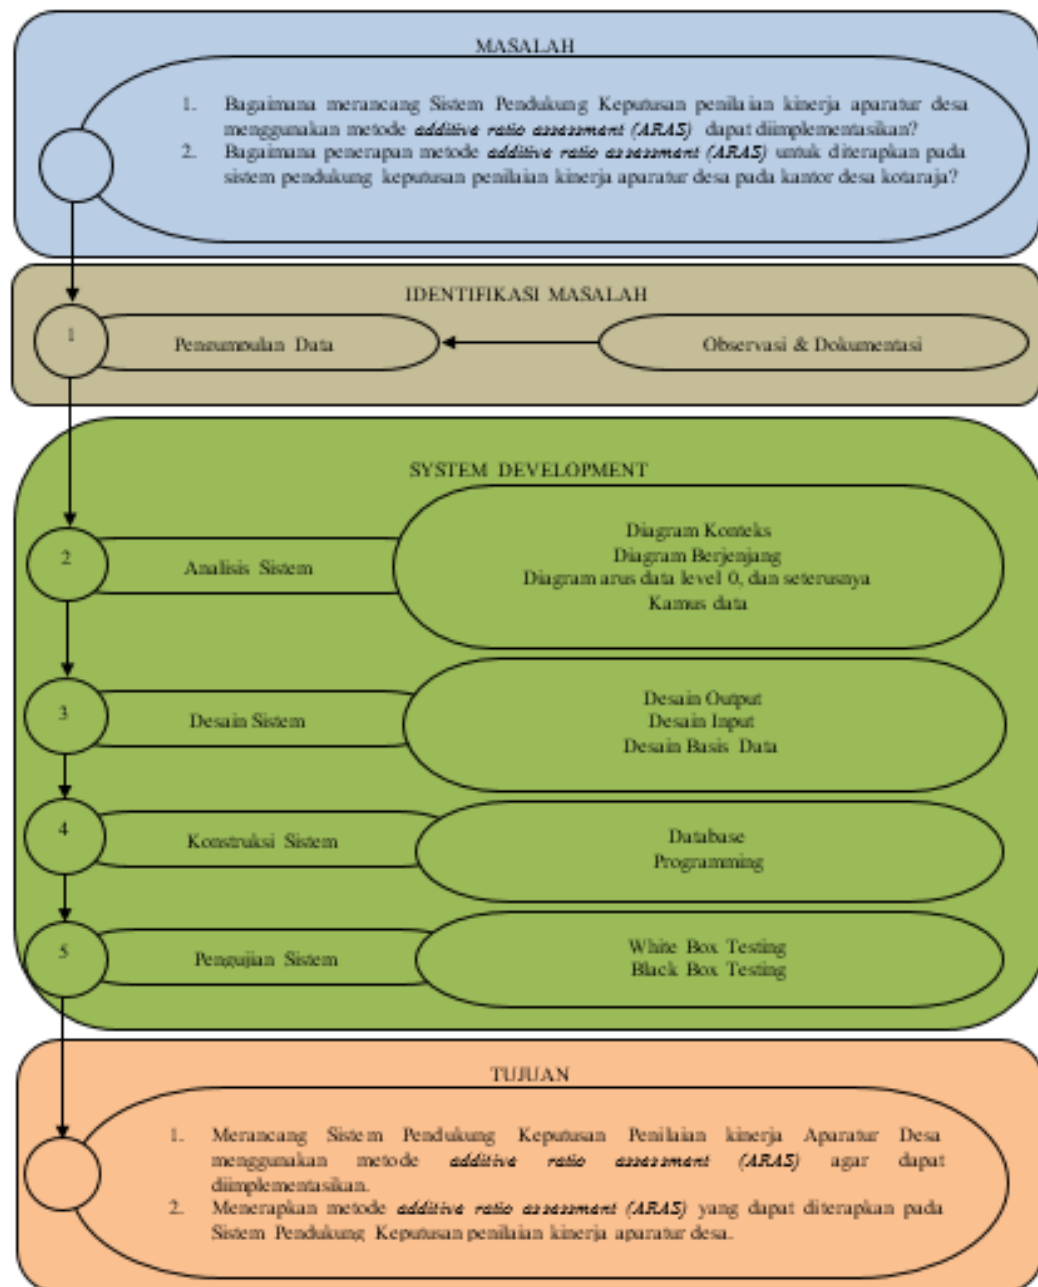 MASALAH
1. Bagaimana merancang Sistem Pendukung Keputusan penilaian kinerja aparatur desa
menggunakan metode additive ratio assessment (ARAS) dapat diimplementasikan?
2. Bagaimana penerapan metode additive ratio assessment (ARAS) untuk diterapkan pada
sistem pendukung keputusan penilaian kinerja aparatur desa pada kantor desa kotaraja?
IDENTIFIKASI MASALAH
1
Pengumpulan Data
Observasi & Dokumentasi
SYSTEM DEVELOPMENT
2
Analisis Sistem
Diagram Konteks
Diagram Berjenjang
Diagram arus data level 0, dan seterusnya
Kamus data
3
Desain Sistem
Desain Output
Desain Input
Desain Basis Data
4
Konstruksi Sistem
Database
Programming
5
Pengujian Sistem
White Box Testing
Black Box Testing
TUJUAN
1. Merancang Sistem Pendukung Keputusan Penilaian kinerja Aparatur Desa
menggunakan metode additive ratio assessment (ARAS) agar dapat
diimplementasikan.
2. Menerapkan metode additive ratio assessment (ARAS) yang dapat diterapkan pada
Sistem Pendukung Keputusan penilaian kinerja aparatur desa.